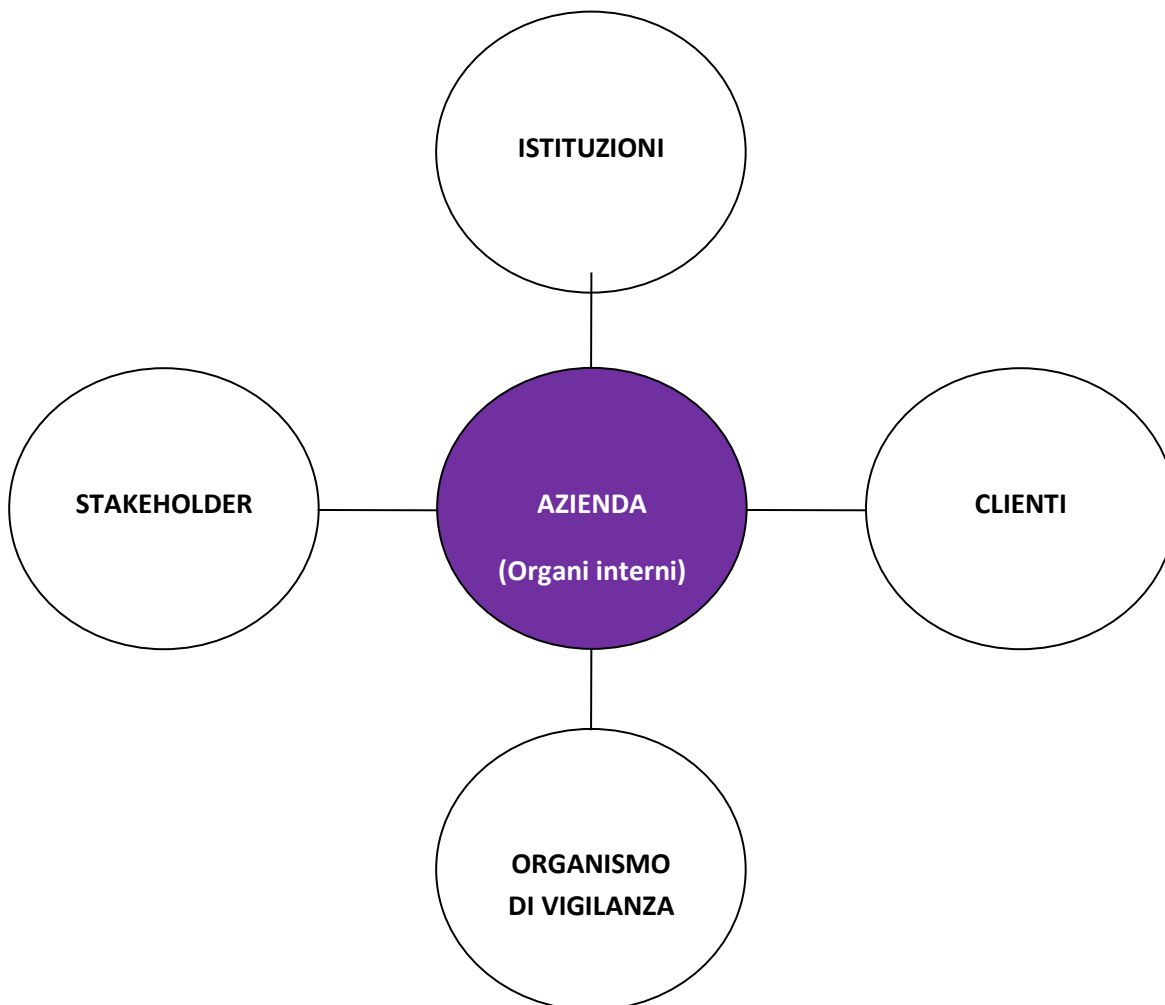 ISTITUZIONI
STAKEHOLDER
AZIENDA
(Organi interni)
CLIENTI
ORGANISMO
DI VIGILANZA